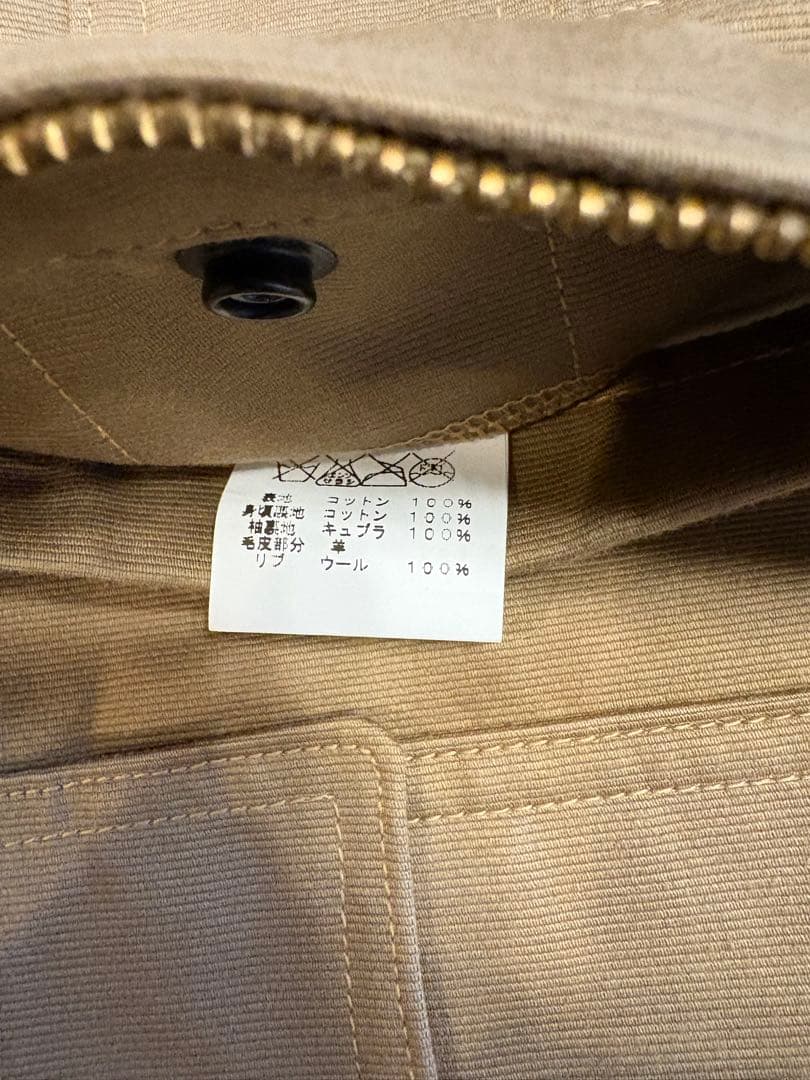 表地 コットン 100%
身頃裏地 コットン 100%
袖裏地 キュプラ 100%
毛皮部分 羊
リブ ウール 100%